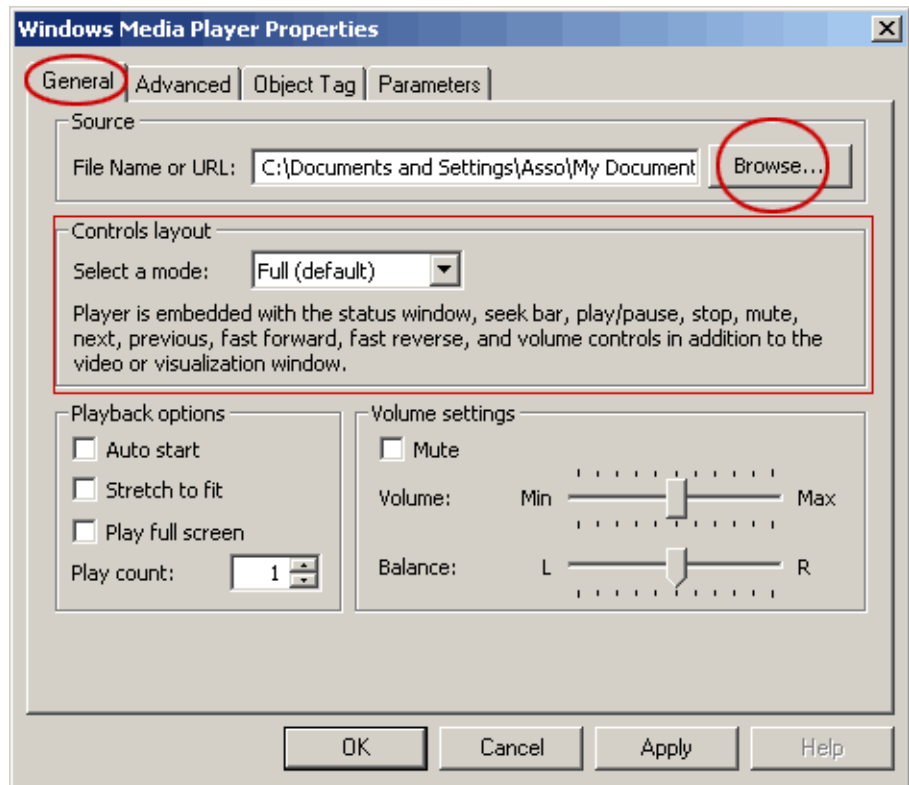 Windows Media Player Properties
General Advanced Object Tag Parameters
Source
File Name or URL: C:\Documents and Settings\Asso\My Document Browse...
Controls layout
Select a mode: Full (default)
Player is embedded with the status window, seek bar, play/pause, stop, mute,
next, previous, fast forward, fast reverse, and volume controls in addition to the
video or visualization window.
Playback options
Auto start
Stretch to fit
Play full screen
Play count: 1
Volume settings
Mute
Volume: Min Max
Balance: L R
OK Cancel Apply Help